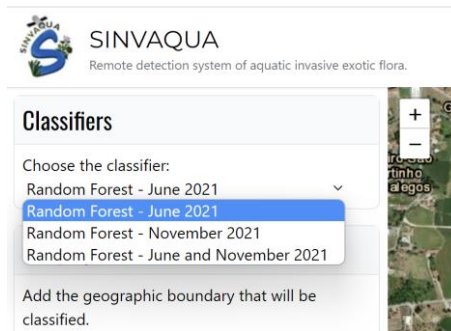 SINVAQUA
SINVAQUA
Remote detection system of aquatic invasive exotic flora.
Classifiers
Choose the classifier:
Random Forest - June 2021
Random Forest - June 2021
Random Forest - November 2021
Random Forest - June and November 2021
Add the geographic boundary that will be
classified.
+
−